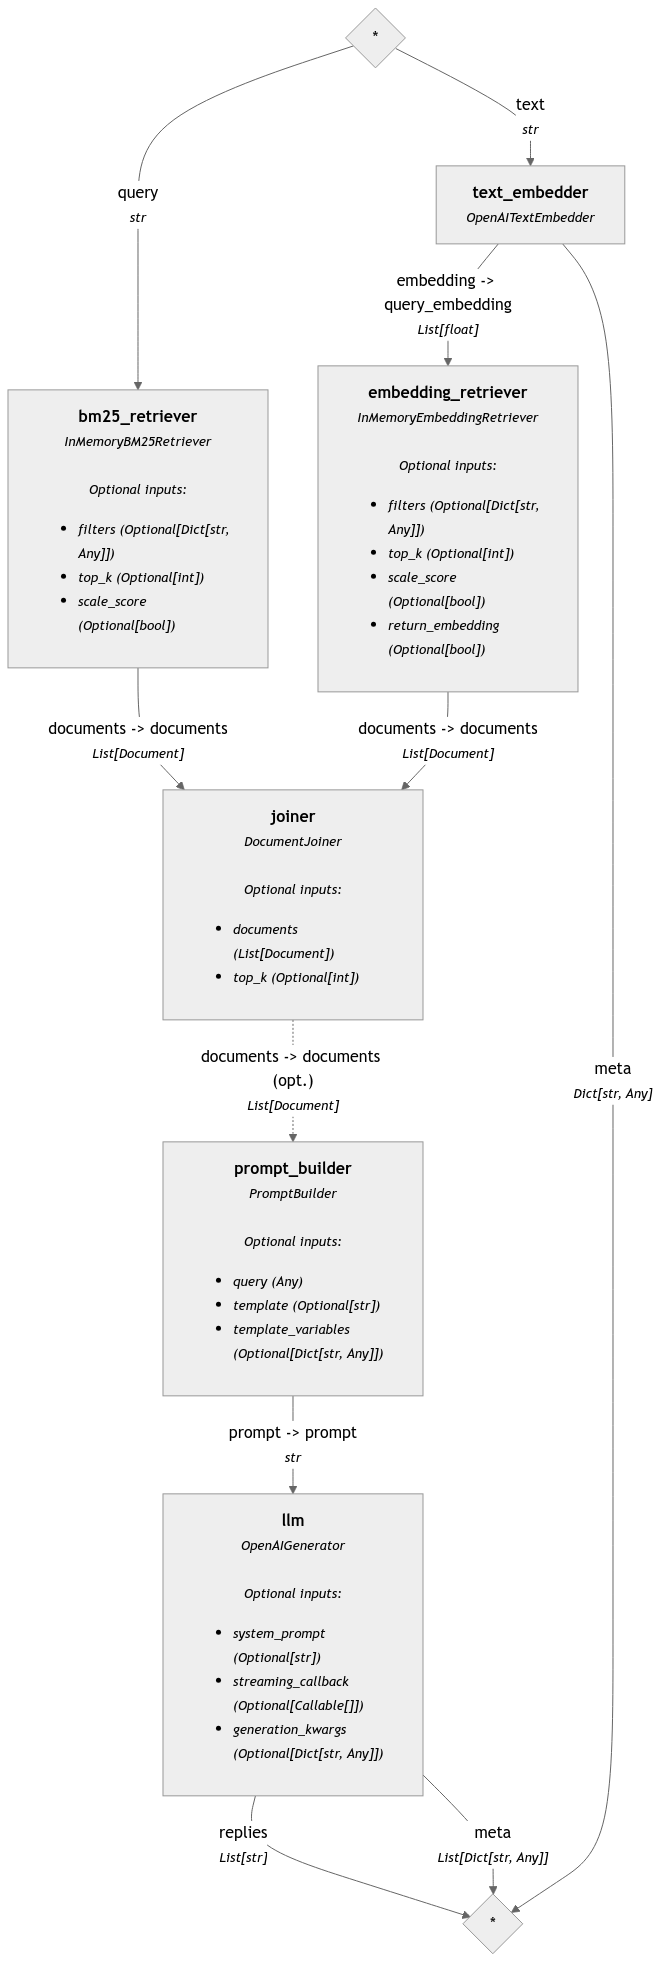 *
text
str
query
str
text_embedder
OpenAITextEmbedder
embedding ->
query_embedding
List[float]
bm25_retriever
InMemoryBM25Retriever
Optional inputs:
• filters (Optional[Dict[str,
Any]])
• top_k (Optional[int])
• scale_score
(Optional[bool])
embedding_retriever
InMemoryEmbeddingRetriever
Optional inputs:
• filters (Optional[Dict[str,
Any]])
• top_k (Optional[int])
• scale_score
(Optional[bool])
• return_embedding
(Optional[bool])
documents -> documents
List[Document]
documents -> documents
List[Document]
joiner
DocumentJoiner
Optional inputs:
• documents
(List[Document])
• top_k (Optional[int])
documents -> documents
(opt.)
List[Document]
meta
Dict[str, Any]
prompt_builder
PromptBuilder
Optional inputs:
• query (Any)
• template (Optional[str])
• template_variables
(Optional[Dict[str, Any]])
prompt -> prompt
str
llm
OpenAIGenerator
Optional inputs:
• system_prompt
(Optional[str])
• streaming_callback
(Optional[Callable[]])
• generation_kwargs
(Optional[Dict[str, Any]])
replies
List[str]
meta
List[Dict[str, Any]]
*